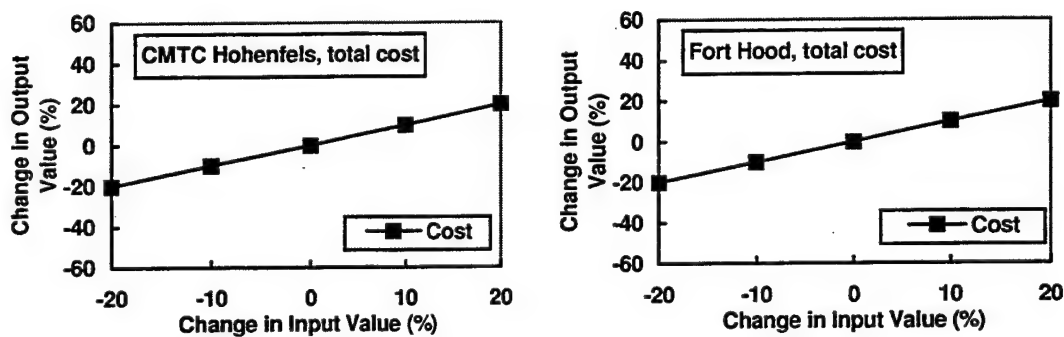 60
40
20
0
-20
-40
-60
Change in Output
Value (%)
CMTC Hohenfels, total cost
Cost
-20 -10 0 10 20
Change in Input Value (%)
60
40
20
0
-20
-40
-60
Change in Output
Value (%)
Fort Hood, total cost
Cost
-20 -10 0 10 20
Change in Input Value (%)